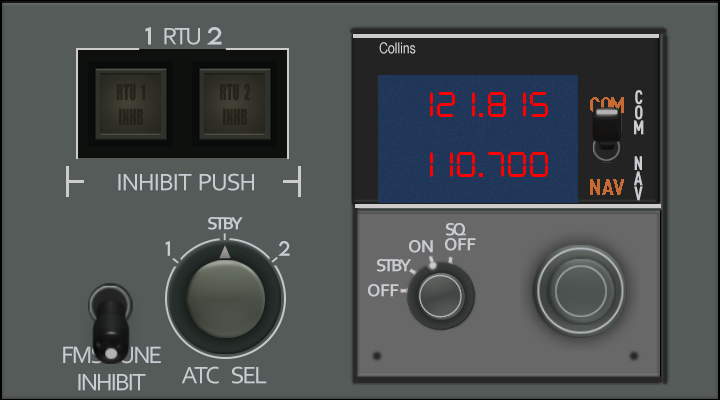 1 RTU 2
RTU 1
INHB
RTU 2
INHB
INHIBIT PUSH
STBY
1
2
FMS TUNE
INHIBIT
ATC SEL
Collins
121.815
110.700
COM
NAV
COM
NAV
SQ
OFF
ON
STBY
OFF